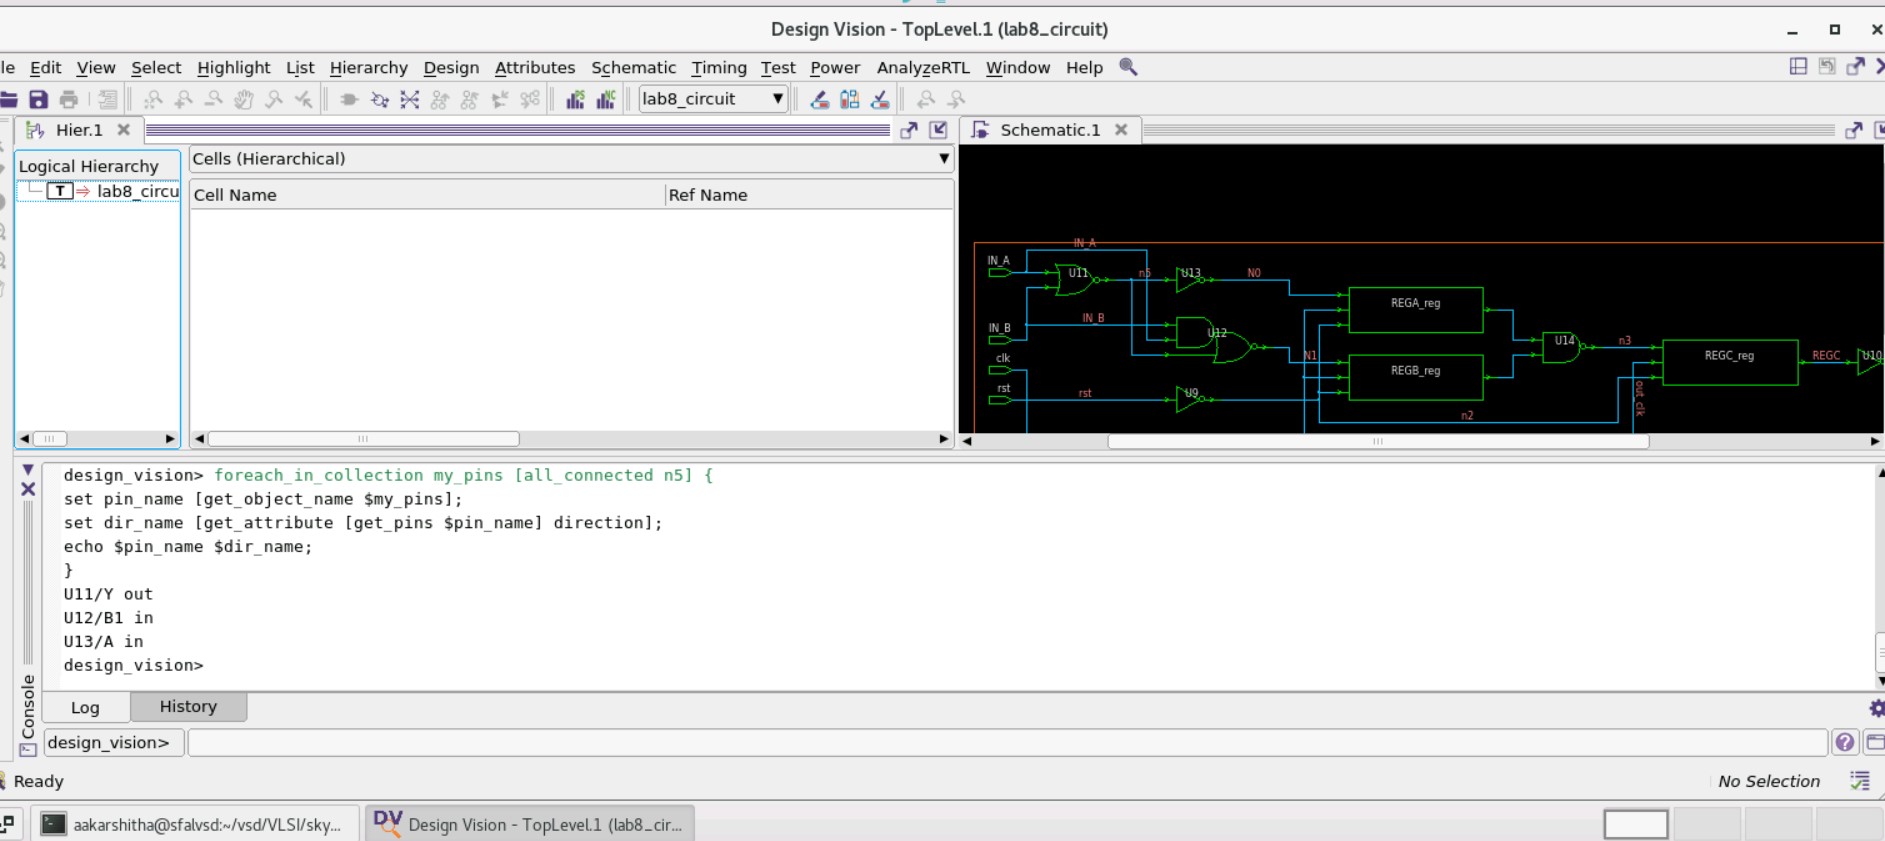 Design Vision - TopLevel.1 (lab8_circuit)
le Edit View Select Highlight List Hierarchy Design Attributes Schematic Timing Test Power AnalyzeRTL Window Help
lab8_circuit
Hier.1
Schematic.1
Logical Hierarchy
T lab8_circu
Cells (Hierarchical)
Cell Name Ref Name
IN_A
IN_A
U11
n5
U13
N0
REGA_reg
IN_B
IN_B
U12
U14
n3
REGC_reg
REGC
U10
clk
N1
REGB_reg
rst
rst
U9
n2
out_clk
design_vision> foreach_in_collection my_pins [all_connected n5] {
set pin_name [get_object_name $my_pins];
set dir_name [get_attribute [get_pins $pin_name] direction];
echo $pin_name $dir_name;
}
U11/Y out
U12/B1 in
U13/A in
design_vision>
Console
Log History
design_vision>
Ready
No Selection
aakarshitha@sfalvsd:~/vsd/VLSI/sky...
DV Design Vision - TopLevel.1 (lab8_cir...